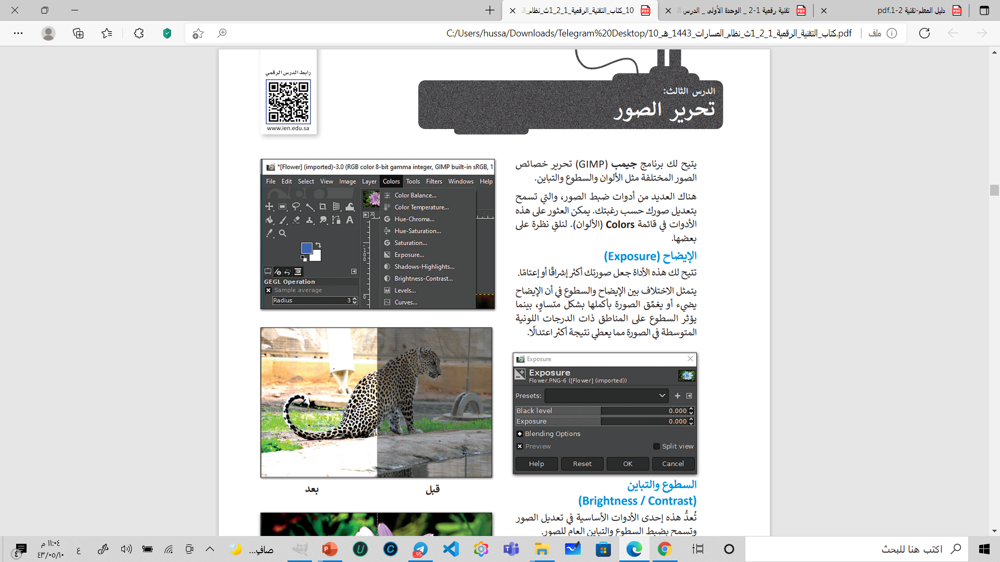 دليل المعلم-تقنية 2-1.pdf
تقنية رقمية 1-2 _ الوحدة الأولى _ الدرس ال
10_كتاب_التقنية_الرقمية_1_2_1ث_نظام_ال
ملف
C:/Users/hussa/Downloads/Telegram%20Desktop/10_كتاب_التقنية_الرقمية_1_2_1ث_نظام_المسارات_1443_هـ.pdf
رابط الدرس الرقمي
www.ien.edu.sa
الدرس الثالث:
تحرير الصور
يتيح لك برنامج جيمب (GIMP) تحرير خصائص
الصور المختلفة مثل الألوان والسطوع والتباين.
هناك العديد من أدوات ضبط الصور، والتي تسمح
بتعديل صورك حسب رغبتك. يمكن العثور على هذه
الأدوات في قائمة Colors (الألوان). لنلقِ نظرة على
بعضها.
الإيضاح (Exposure)
تتيح لك هذه الأداة جعل صورتك أكثر إشراقًا أو إعتامًا.
يتمثل الاختلاف بين الإيضاح والسطوع في أن الإيضاح
يضيء أو يغمِّق الصورة بأكملها بشكل متساوٍ، بينما
يؤثر السطوع على المناطق ذات الدرجات اللونية
المتوسطة في الصورة مما يعطي نتيجة أكثر اعتدالًا.
Exposure
Exposure
Flower.PNG-6 ([Flower] (imported))
Presets:
Black level 0.000
Exposure 0.000
Blending Options
Preview Split view
Help Reset OK Cancel
السطوع والتباين
(Brightness / Contrast)
تُعدُّ هذه إحدى الأدوات الأساسية في تعديل الصور
وتسمح بضبط السطوع والتباين العام للصور.
*[Flower] (imported)-3.0 (RGB color 8-bit gamma integer, GIMP built-in sRGB, 1
File Edit Select View Image Layer Colors Tools Filters Windows Help
Color Balance...
Color Temperature...
Hue-Chroma...
Hue-Saturation...
Saturation...
Exposure...
Shadows-Highlights...
Brightness-Contrast...
Levels...
Curves...
GEGL Operation
Sample average
Radius 3
قبل
بعد
اكتب هنا للبحث
95
صافٍ...
ع
١١:٠٤ م
٤٣/٠٥/١٠
٤